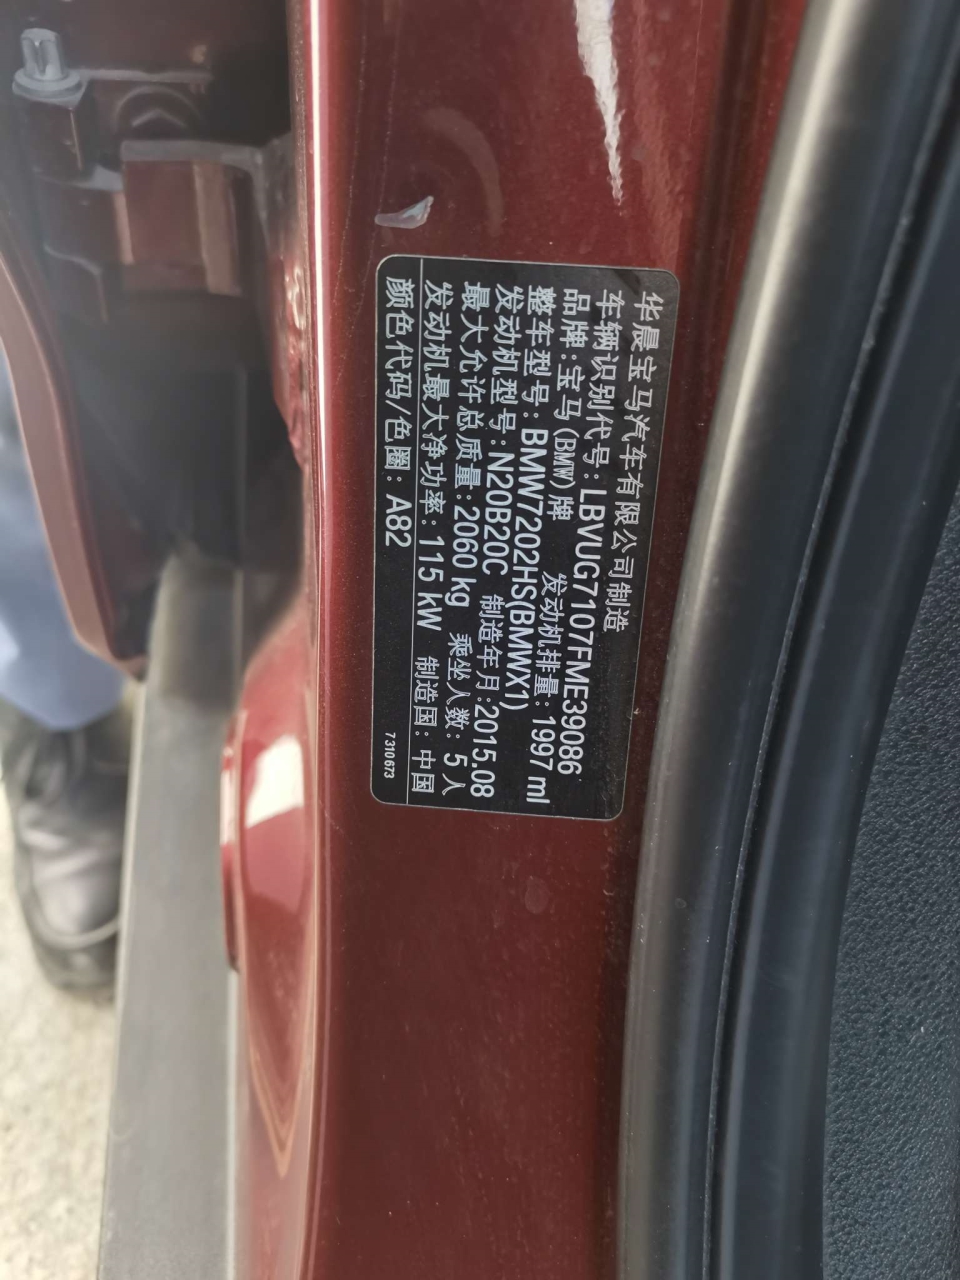 华晨宝马汽车有限公司制造
车辆识别代号:LBVUG7107FME39086
品牌:宝马(BMW)牌 发动机排量:1997 ml
整车型号:BMW7202HS(BMWX1)
发动机型号:N20B20C 制造年月:2015.08
最大允许总质量:2060 kg 乘坐人数:5人
发动机最大净功率:115 kW 制造国:中国
颜色代码/色圈:A82 7310673